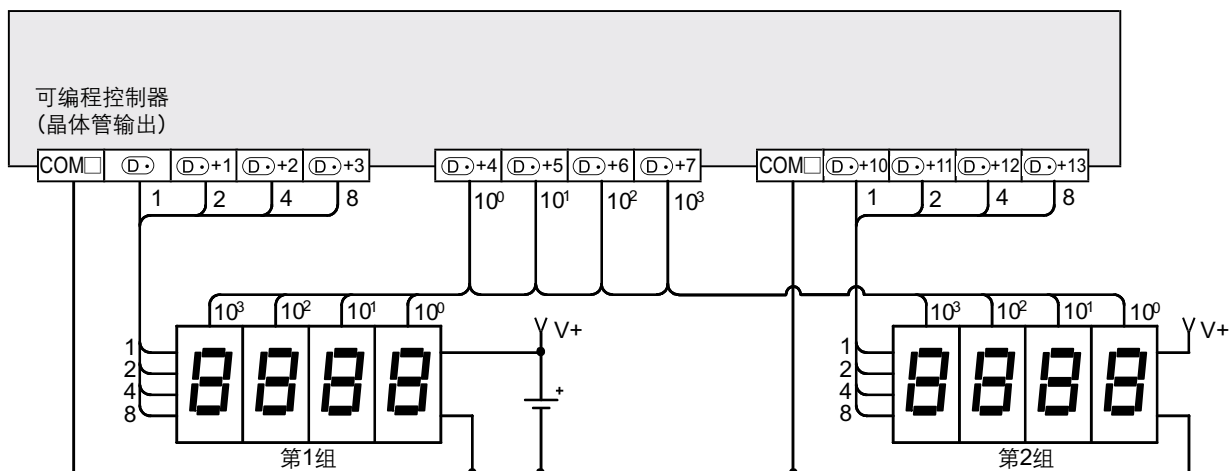 可编程控制器
(晶体管输出)
COM□ D· D·+1 D·+2 D·+3 D·+4 D·+5 D·+6 D·+7 COM□ D·+10 D·+11 D·+12 D·+13
1 2 4 8 10⁰ 10¹ 10² 10³ 1 2 4 8
10³ 10² 10¹ 10⁰ 10³ 10² 10¹ 10⁰
V+ V+
1 1
2 2
4 4
8 8
8888 8888
+
第1组 第2组